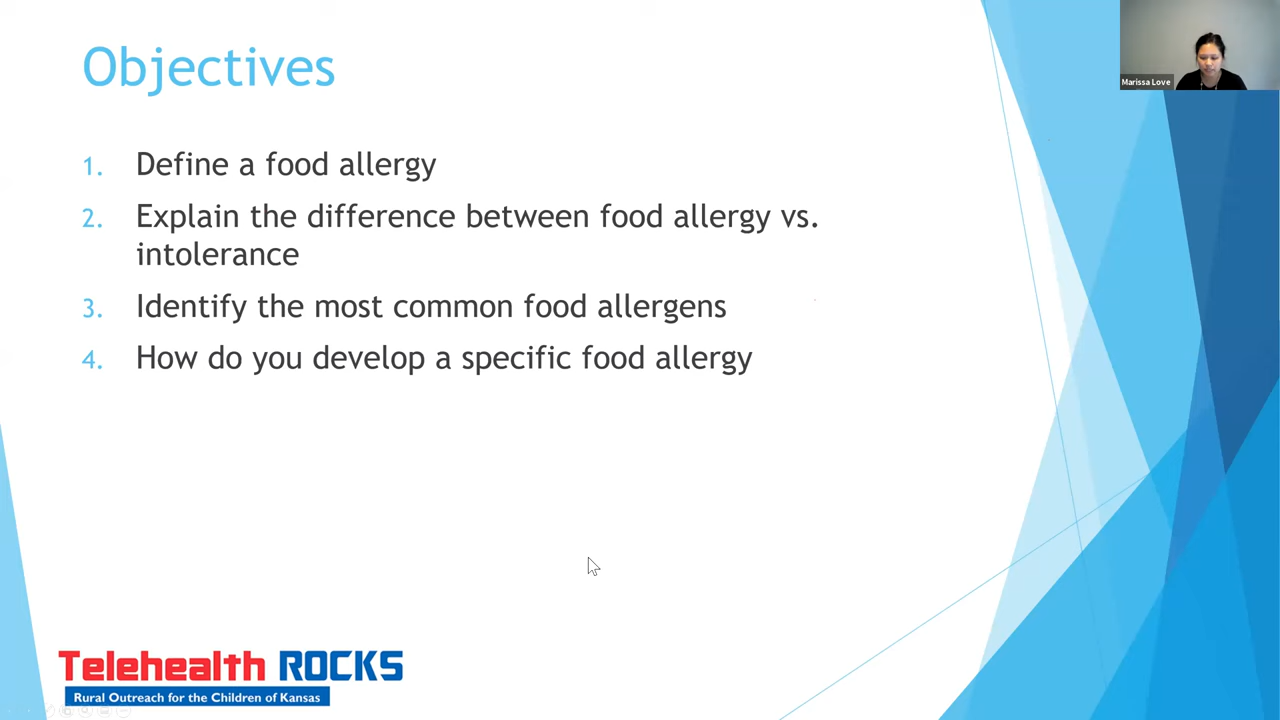 Objectives
Marissa Love
1. Define a food allergy
2. Explain the difference between food allergy vs.
intolerance
3. Identify the most common food allergens
4. How do you develop a specific food allergy
Telehealth ROCKS
Rural Outreach for the Children of Kansas